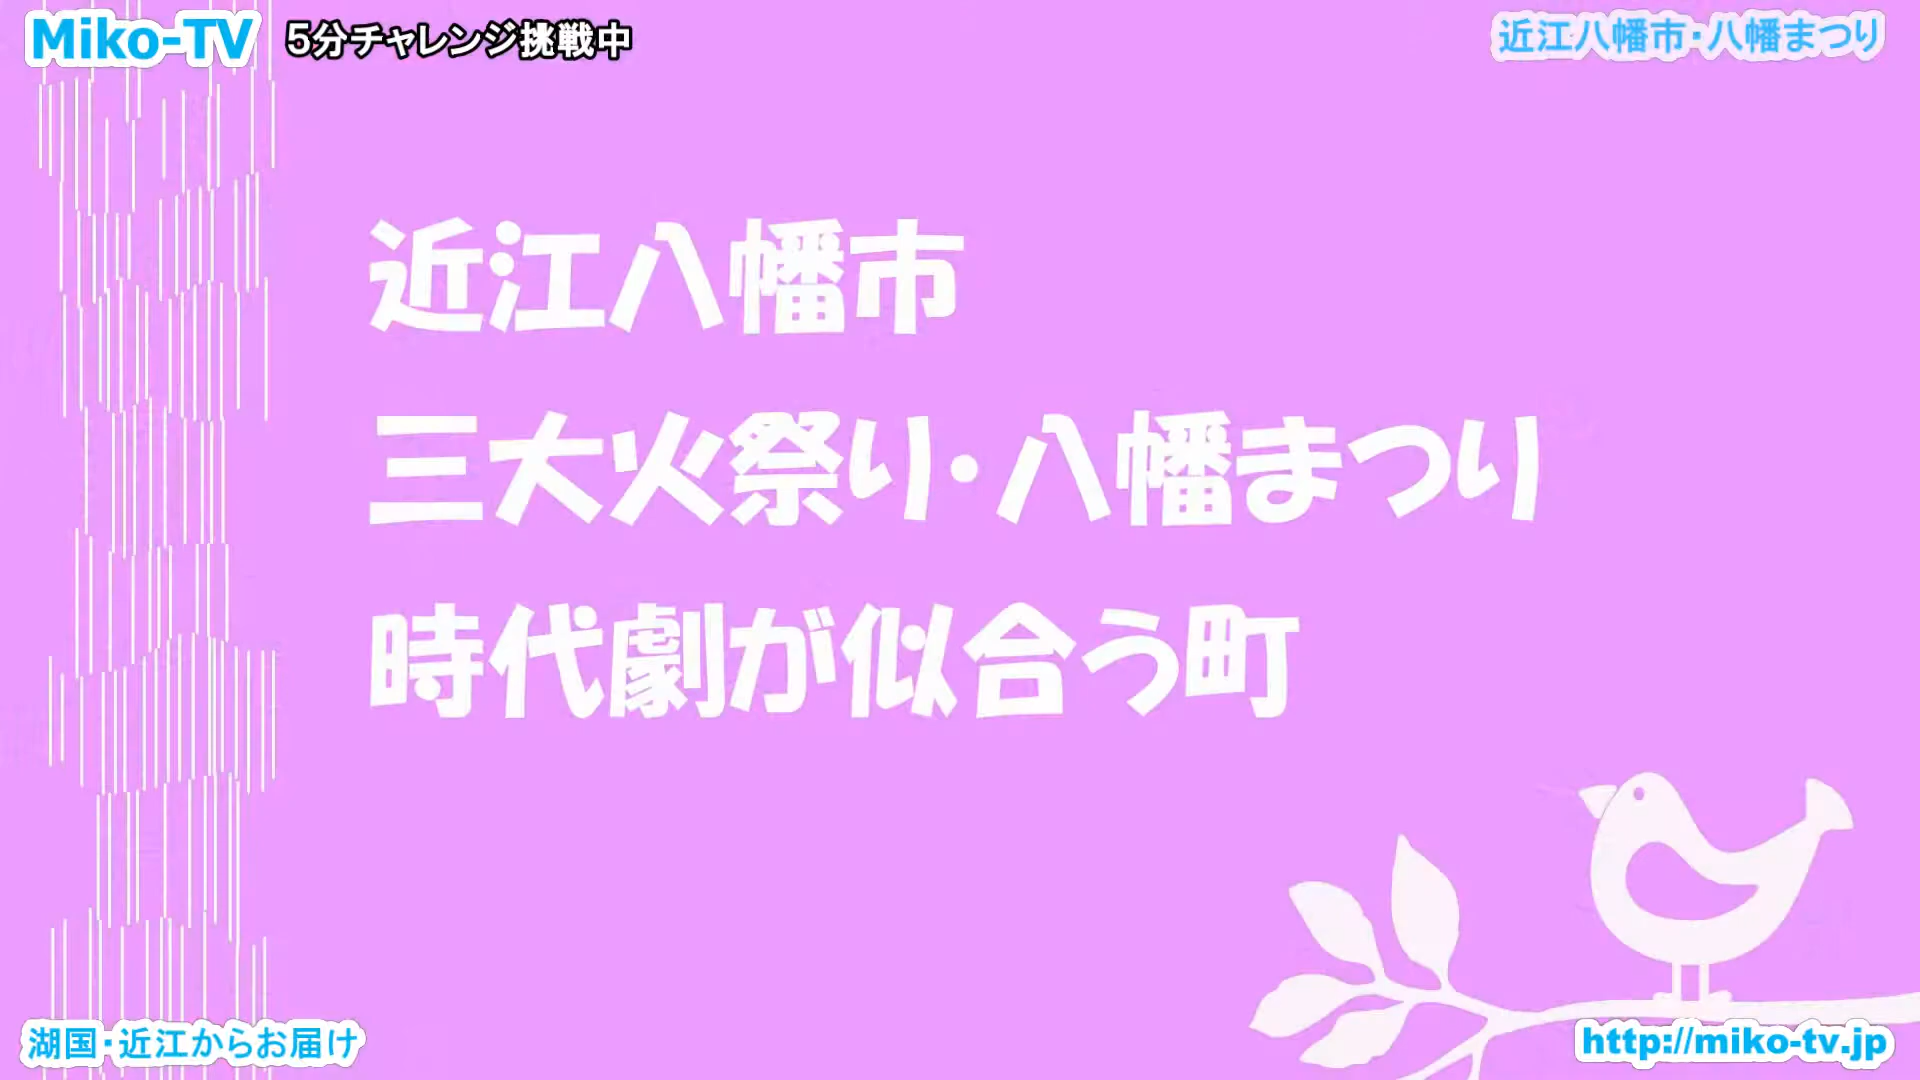 Miko-TV 5分チャレンジ挑戦中
近江八幡市・八幡まつり
近江八幡市
三大火祭り・八幡まつり
時代劇が似合う町
湖国・近江からお届け
http://miko-tv.jp